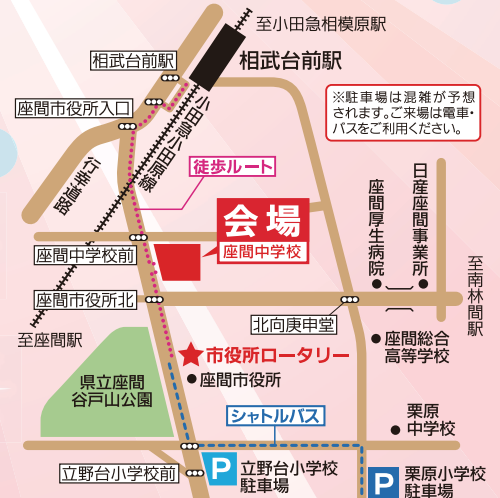 至小田急相模原駅
相武台前駅
相武台前駅
座間市役所入口
※駐車場は混雑が予想
されます。ご来場は電車・
バスをご利用ください。
小田急小田原線
行幸道路
徒歩ルート
会場
座間中学校
座間中学校前
座間厚生病院
日産座間事業所
至南林間駅
座間市役所北
北向庚申堂
至座間駅
市役所ロータリー
座間市役所
座間総合
高等学校
県立座間
谷戸山公園
シャトルバス
栗原
中学校
立野台小学校前
P
立野台小学校
駐車場
P
栗原小学校
駐車場